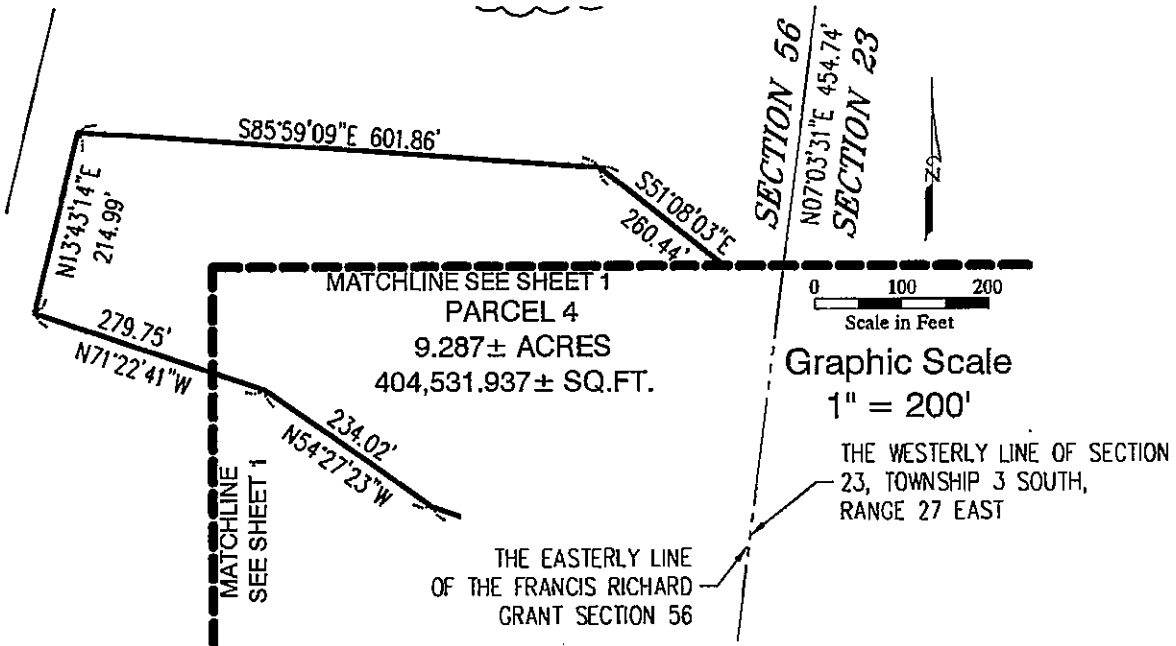 S85°59'09"E 601.86'
N13°43'14"E
214.99'
S51°08'03"E
260.44'
SECTION 56
N07°03'31"E 454.74'
SECTION 23
MATCHLINE SEE SHEET 1
PARCEL 4
9.287± ACRES
404,531.937± SQ.FT.
279.75'
N71°22'41"W
234.02'
N54°27'23"W
MATCHLINE
SEE SHEET 1
0 100 200
Scale in Feet
Graphic Scale
1" = 200'
THE WESTERLY LINE OF SECTION
23, TOWNSHIP 3 SOUTH,
RANGE 27 EAST
THE EASTERLY LINE
OF THE FRANCIS RICHARD
GRANT SECTION 56